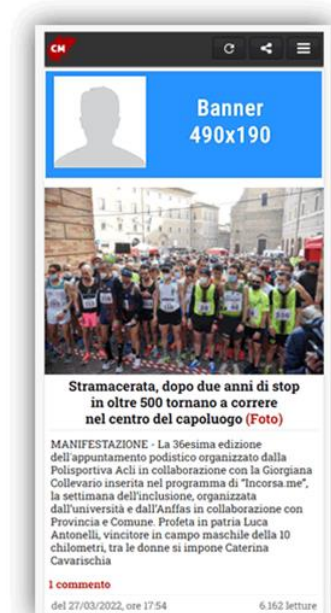 CM
Banner
490x190
Stramacerata, dopo due anni di stop
in oltre 500 tornano a correre
nel centro del capoluogo (Foto)
MANIFESTAZIONE - La 36esima edizione
dell'appuntamento podistico organizzato dalla
Polisportiva Acli in collaborazione con la Giorgiana
Collevario inserita nel programma di "Incorsa.me",
la settimana dell'inclusione, organizzata
dall'università e dall'Anffas in collaborazione con
Provincia e Comune. Profeta in patria Luca
Antonelli, vincitore in campo maschile della 10
chilometri, tra le donne si impone Caterina
Cavarischia
1 commento
del 27/03/2022, ore 17:54 6.162 letture